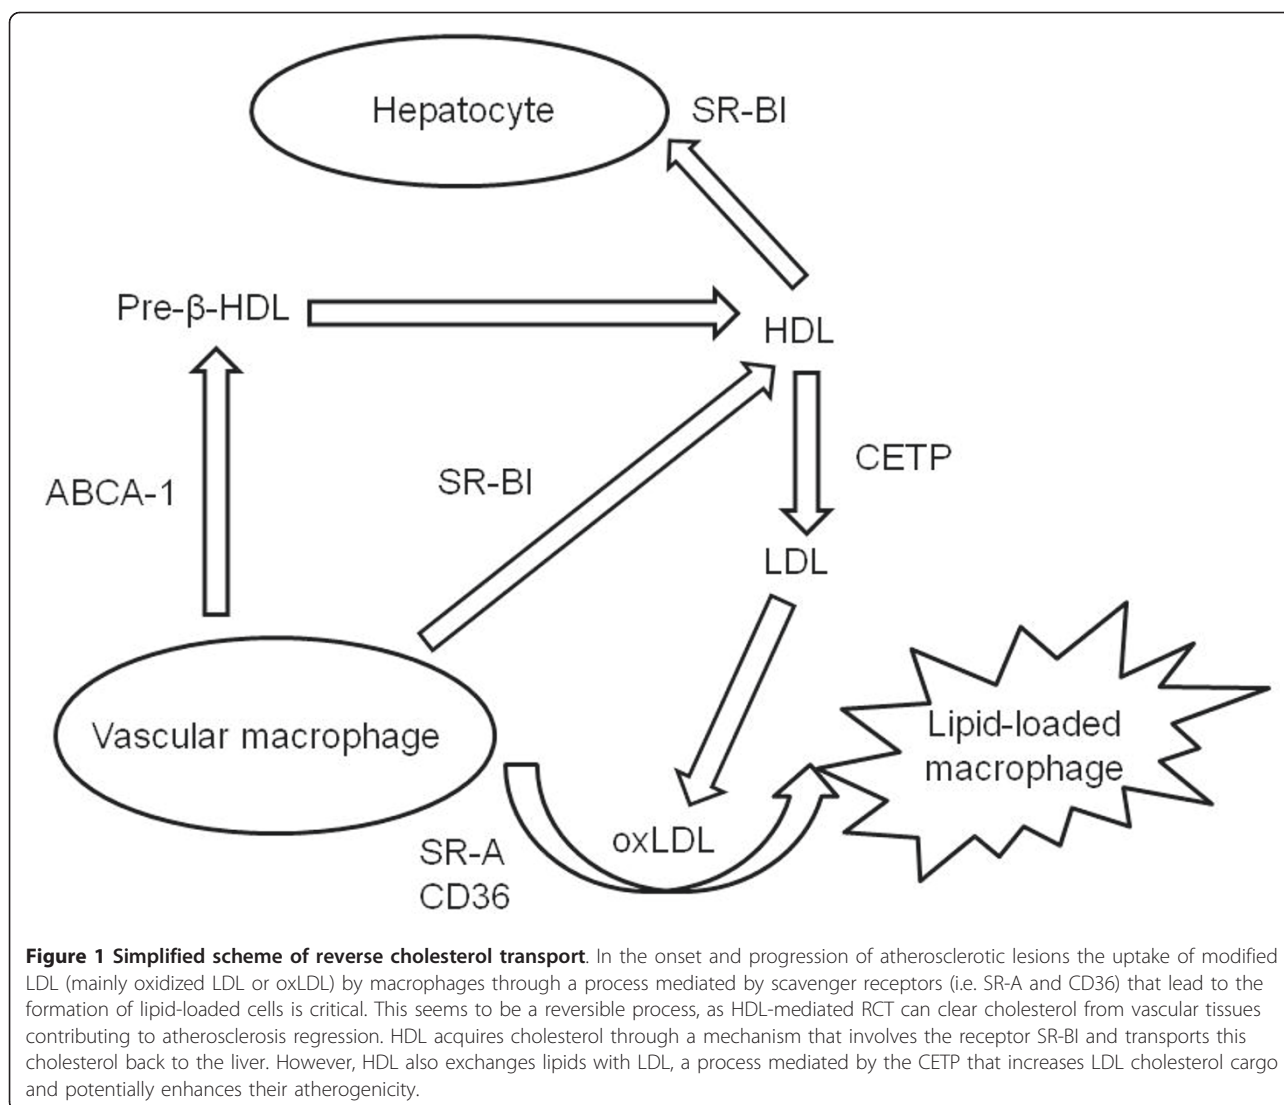 Hepatocyte
SR-BI
Pre-β-HDL
HDL
ABCA-1
SR-BI
CETP
LDL
Vascular macrophage
Lipid-loaded
macrophage
oxLDL
SR-A
CD36
Figure 1 Simplified scheme of reverse cholesterol transport. In the onset and progression of atherosclerotic lesions the uptake of modified
LDL (mainly oxidized LDL or oxLDL) by macrophages through a process mediated by scavenger receptors (i.e. SR-A and CD36) that lead to the
formation of lipid-loaded cells is critical. This seems to be a reversible process, as HDL-mediated RCT can clear cholesterol from vascular tissues
contributing to atherosclerosis regression. HDL acquires cholesterol through a mechanism that involves the receptor SR-BI and transports this
cholesterol back to the liver. However, HDL also exchanges lipids with LDL, a process mediated by the CETP that increases LDL cholesterol cargo
and potentially enhances their atherogenicity.